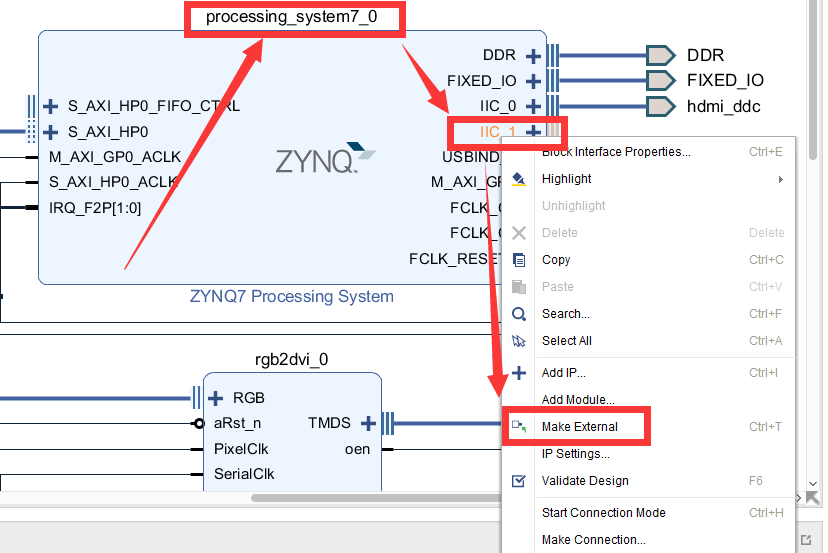 processing_system7_0
DDR
FIXED_IO
IIC_0
IIC_1
USBIND_
M_AXI_GP
FCLK_C
FCLK_C
FCLK_RESET
S_AXI_HP0_FIFO_CTRL
S_AXI_HP0
M_AXI_GP0_ACLK
S_AXI_HP0_ACLK
IRQ_F2P[1:0]
ZYNQ
ZYNQ7 Processing System
DDR
FIXED_IO
hdmi_ddc
Block Interface Properties... Ctrl+E
Highlight
Unhighlight
Delete Delete
Copy Ctrl+C
Paste Ctrl+V
Search... Ctrl+F
Select All Ctrl+A
Add IP... Ctrl+I
Add Module...
Make External Ctrl+T
IP Settings...
Validate Design F6
Start Connection Mode Ctrl+H
Make Connection...
rgb2dvi_0
RGB
aRst_n
PixelClk
SerialClk
TMDS
oen